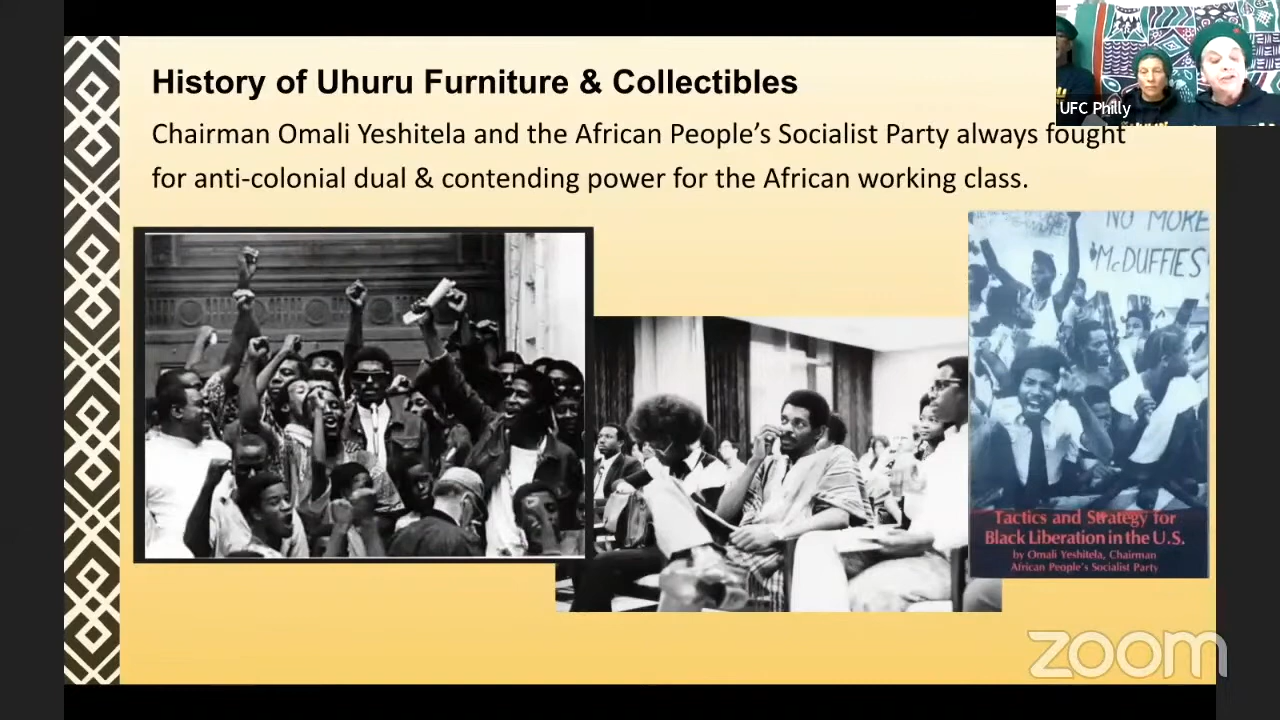 History of Uhuru Furniture & Collectibles
Chairman Omali Yeshitela and the African People's Socialist Party always fought
for anti-colonial dual & contending power for the African working class.
UFC Philly
NO MORE
McDUFFIES
Tactics and Strategy for
Black Liberation in the U.S.
by Omali Yeshitela, Chairman
African People's Socialist Party
zoom